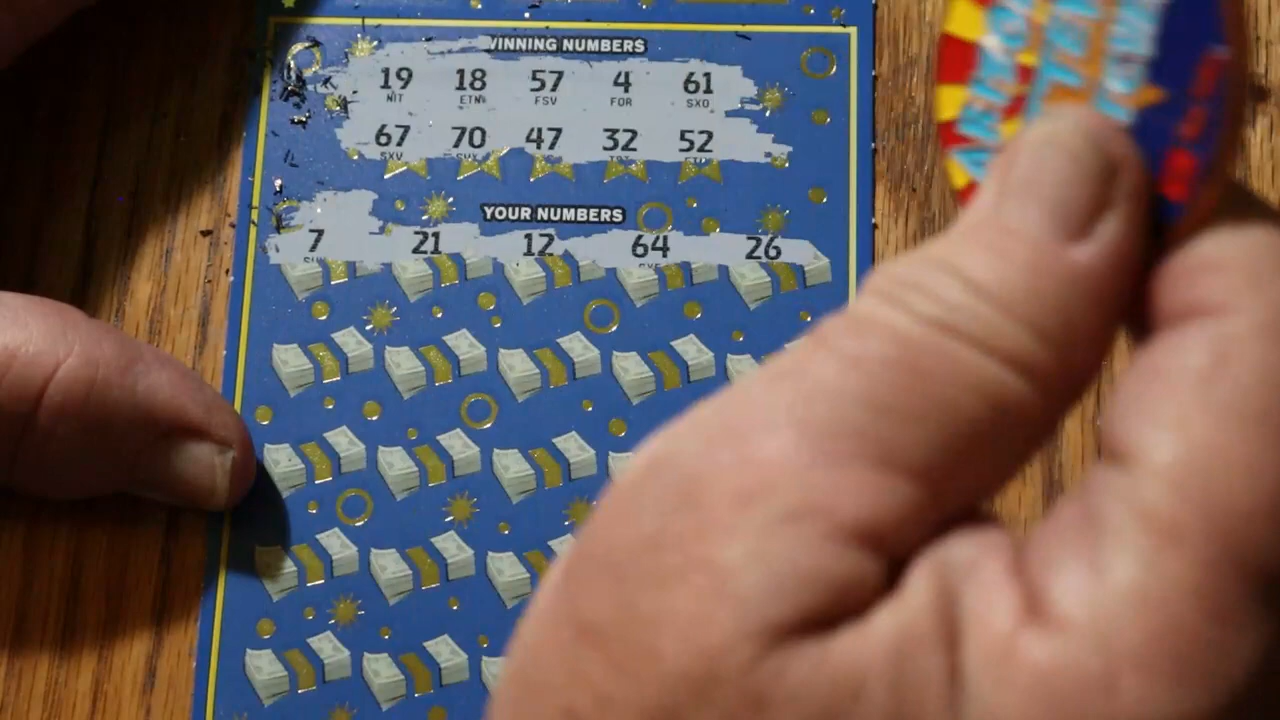 WINNING NUMBERS
19 18 57 4 61
NIT ETN FSV FOR SXO
67 70 47 32 52
YOUR NUMBERS
7 21 12 64 26